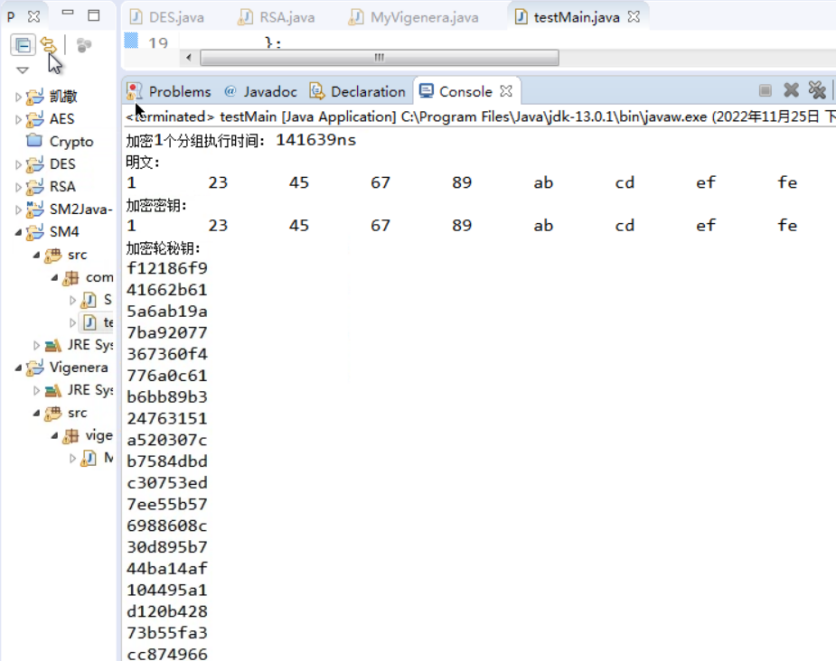 P
DES.java RSA.java MyVigenera.java testMain.java
19 };
Problems @ Javadoc Declaration Console
<terminated> testMain [Java Application] C:\Program Files\Java\jdk-13.0.1\bin\javaw.exe (2022年11月25日 下
加密1个分组执行时间: 141639ns
明文:
1 23 45 67 89 ab cd ef fe
加密密钥:
1 23 45 67 89 ab cd ef fe
加密轮秘钥:
f12186f9
41662b61
5a6ab19a
7ba92077
367360f4
776a0c61
b6bb89b3
24763151
a520307c
b7584dbd
c30753ed
7ee55b57
6988608c
30d895b7
44ba14af
104495a1
d120b428
73b55fa3
cc874966
凯撒
AES
Crypto
DES
RSA
SM2Java-
SM4
src
com
S
te
JRE Sys
Vigenera
JRE Sys
src
vige
M